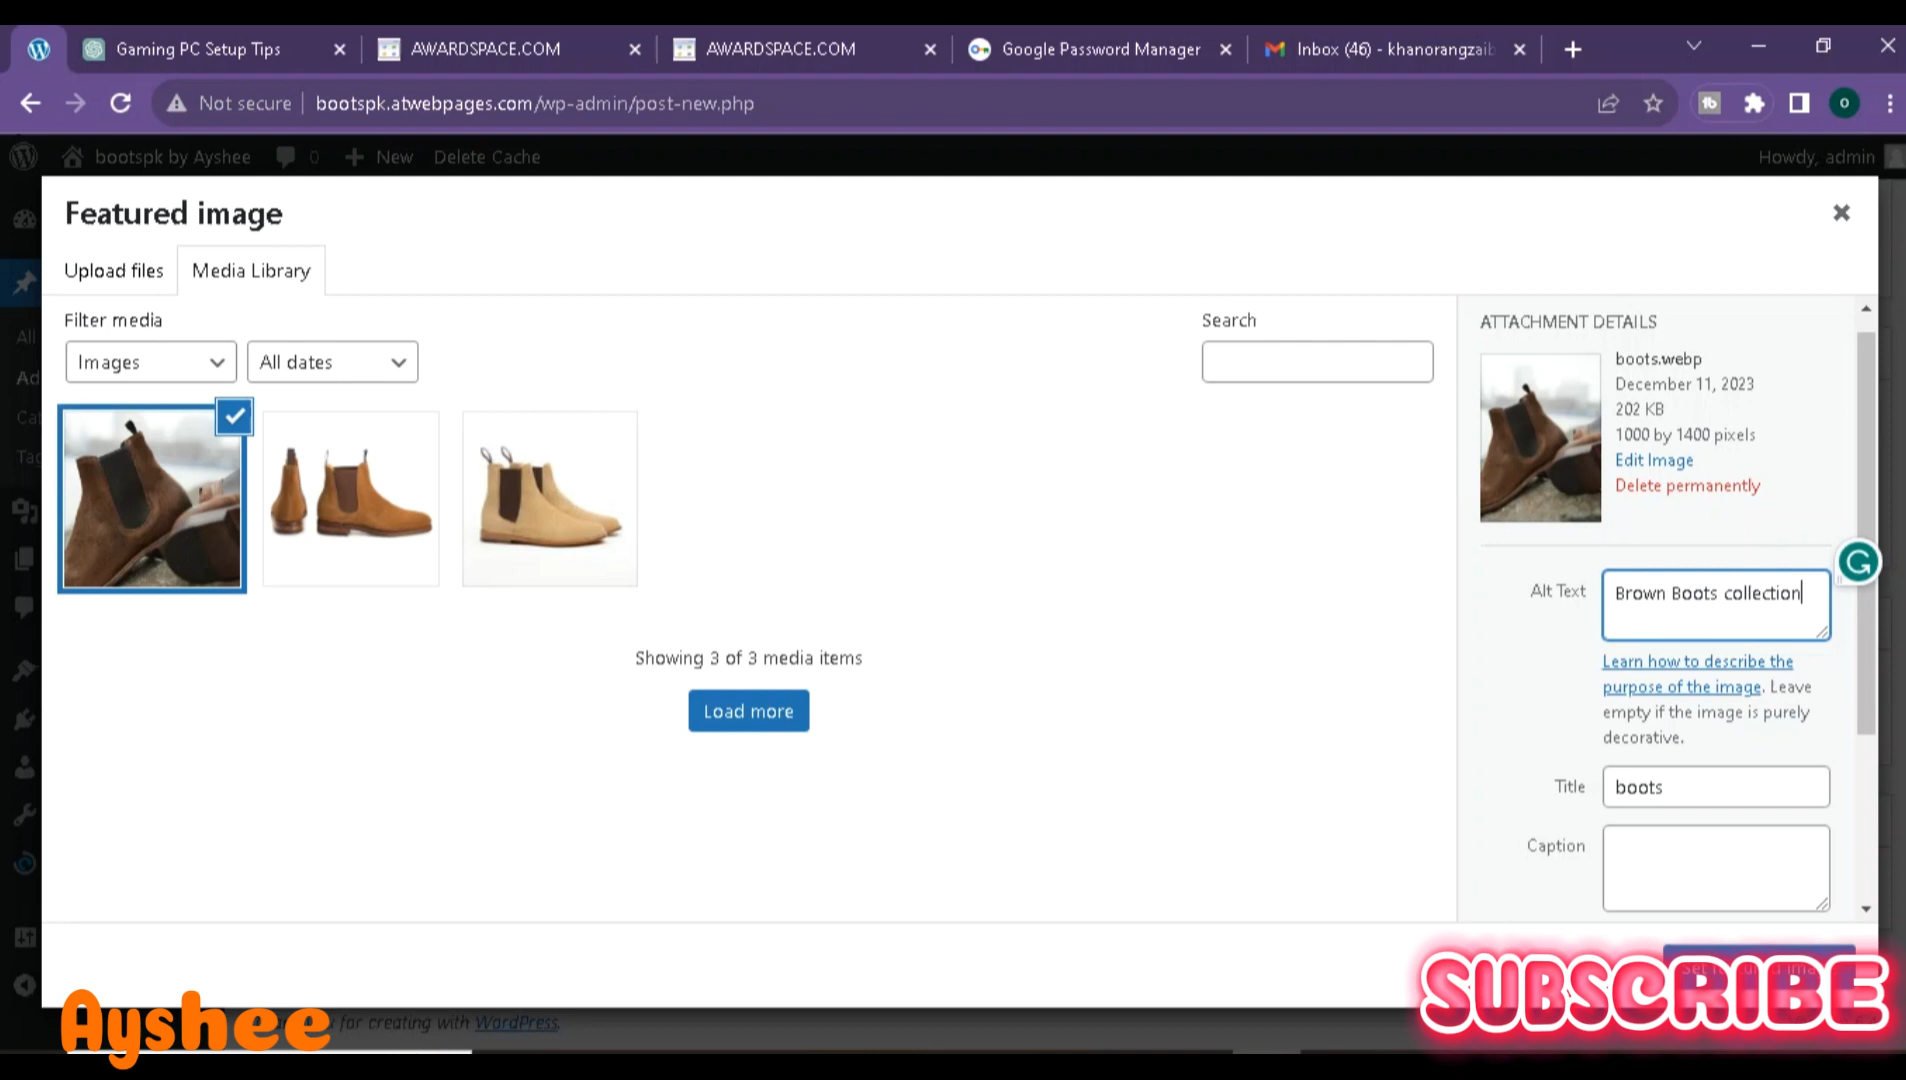 Gaming PC Setup Tips
AWARDSPACE.COM
AWARDSPACE.COM
Google Password Manager
Inbox (46) - khanorangzaib
Not secure
bootspk.atwebpages.com/wp-admin/post-new.php
bootspk by Ayshee
0
New
Delete Cache
Howdy, admin
Featured image
Upload files
Media Library
Filter media
Images
All dates
Search
All
Ad
Cat
Tag
Showing 3 of 3 media items
Load more
ATTACHMENT DETAILS
boots.webp
December 11, 2023
202 KB
1000 by 1400 pixels
Edit Image
Delete permanently
Alt Text
Brown Boots collection
Learn how to describe the
purpose of the image. Leave
empty if the image is purely
decorative.
Title
boots
Caption
SUBSCRIBE
Ayshee
for creating with WordPress.